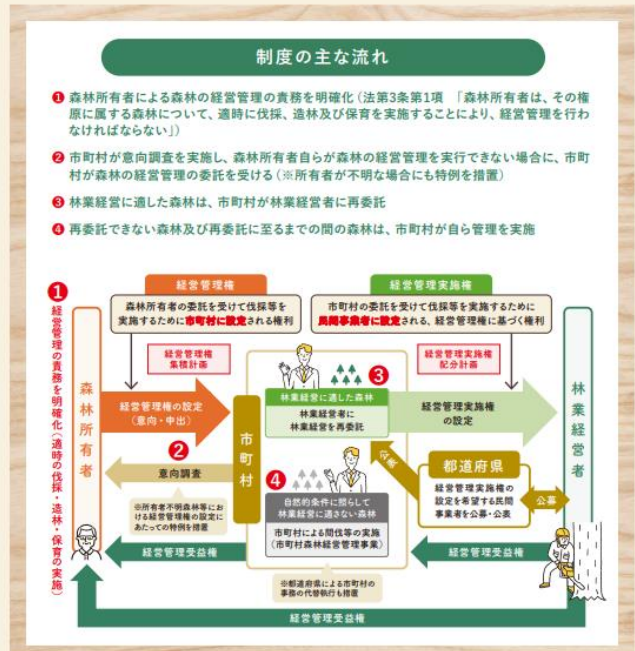 制度の主な流れ
❶ 森林所有者による森林の経営管理の責務を明確化（法第3条第1項 「森林所有者は、その権
原に属する森林について、適時に伐採、造林及び保育を実施することにより、経営管理を行わ
なければならない」）
❷ 市町村が意向調査を実施し、森林所有者自らが森林の経営管理を実行できない場合に、市町
村が森林の経営管理の委託を受ける（※所有者が不明な場合にも特例を措置）
❸ 林業経営に適した森林は、市町村が林業経営者に再委託
❹ 再委託できない森林及び再委託に至るまでの間の森林は、市町村が自ら管理を実施
❶
経営管理の責務を明確化（適時の伐採・造林・保育の実施）
森林所有者
経営管理権
森林所有者の委託を受けて伐採等を
実施するために市町村に設定される権利
経営管理実施権
市町村の委託を受けて伐採等を実施するために
民間事業者に設定される、経営管理権に基づく権利
経営管理権
集積計画
経営管理実施権
配分計画
経営管理権の設定
（意向・申出）
市町村
❸
林業経営に適した森林
林業経営者に
林業経営を再委託
経営管理実施権
の設定
林業経営者
❷
意向調査
※所有者不明森林等にお
ける経営管理権の設定に
あたっての特例を措置
❹
自然的条件に照らして
林業経営に適さない森林
市町村による間伐等の実施
（市町村森林経営管理事業）
公表
都道府県
経営管理実施権の
設定を希望する民間
事業者を公募・公表
公募
経営管理受益権
経営管理受益権
※都道府県による市町村の
事務の代替執行も措置
経営管理受益権